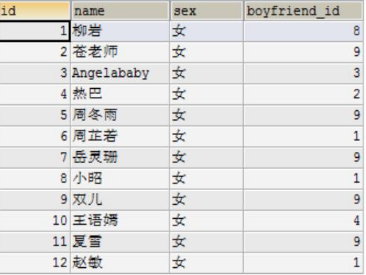 id name sex boyfriend_id
1 柳岩 女 8
2 苍老师 女 9
3 Angelababy 女 3
4 热巴 女 2
5 周冬雨 女 9
6 周芷若 女 1
7 岳灵珊 女 9
8 小昭 女 1
9 双儿 女 9
10 王语嫣 女 4
11 夏雪 女 9
12 赵敏 女 1